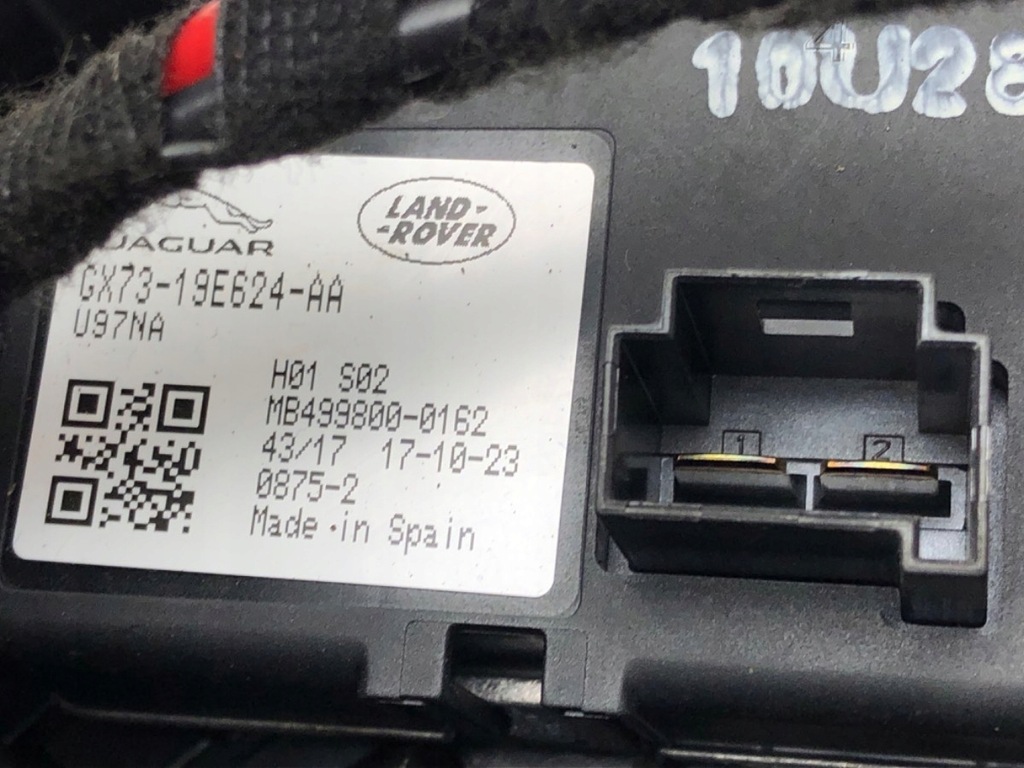 10U28
JAGUAR
LAND-
-ROVER
GX73-19E624-AA
U97NA
H01 S02
MB499800-0162
43/17 17-10-23
0875-2
Made in Spain
1 2